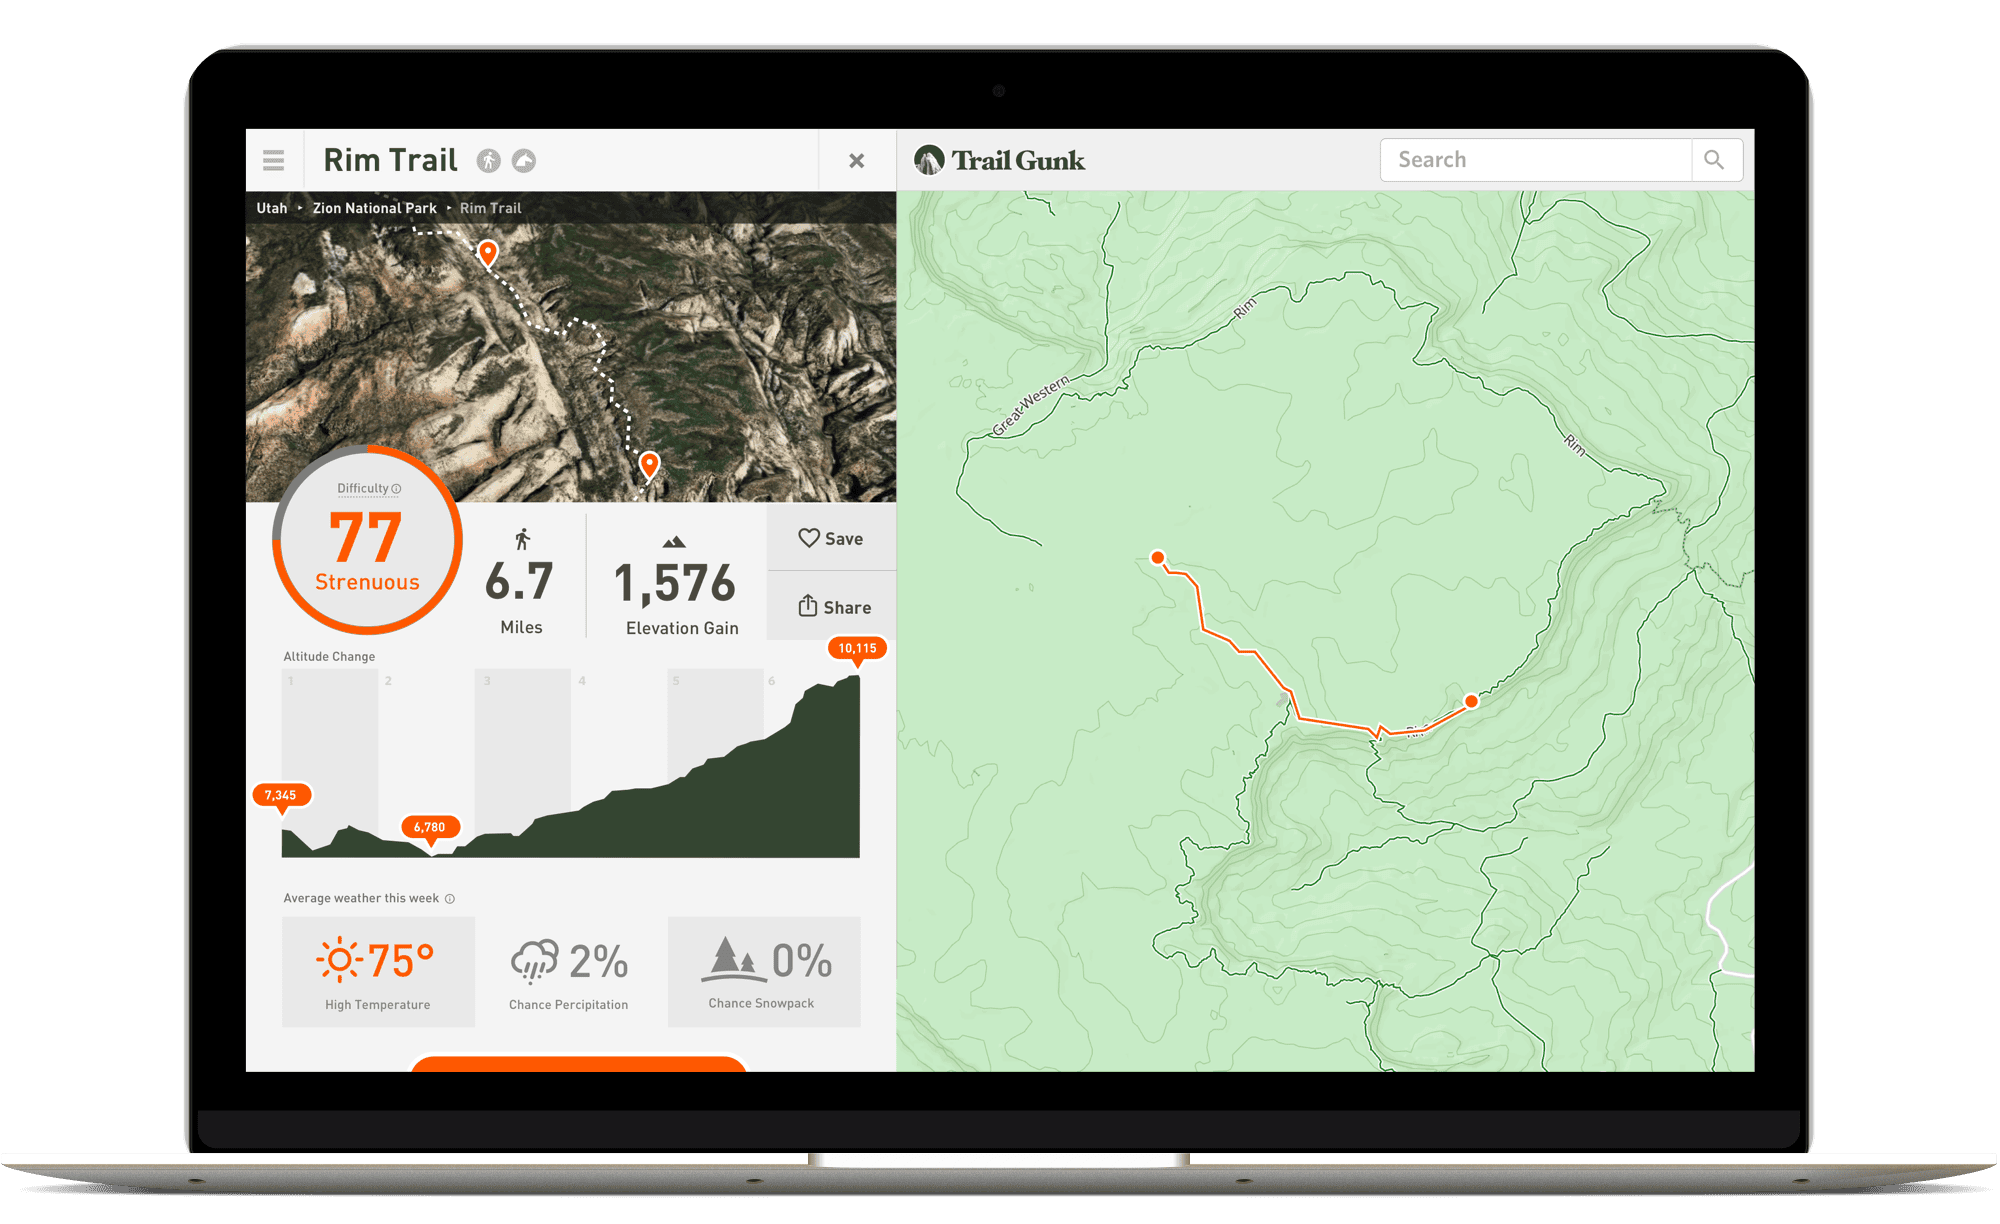 Rim Trail
Trail Gunk
Search
Utah ‣ Zion National Park ‣ Rim Trail
Difficulty
77
Strenuous
6.7
Miles
1,576
Elevation Gain
Save
Share
Altitude Change
10,115
1 2 3 4 5 6
7,345
6,780
Average weather this week
75°
High Temperature
2%
Chance Percipitation
0%
Chance Snowpack
Rim
Great Western
Rim